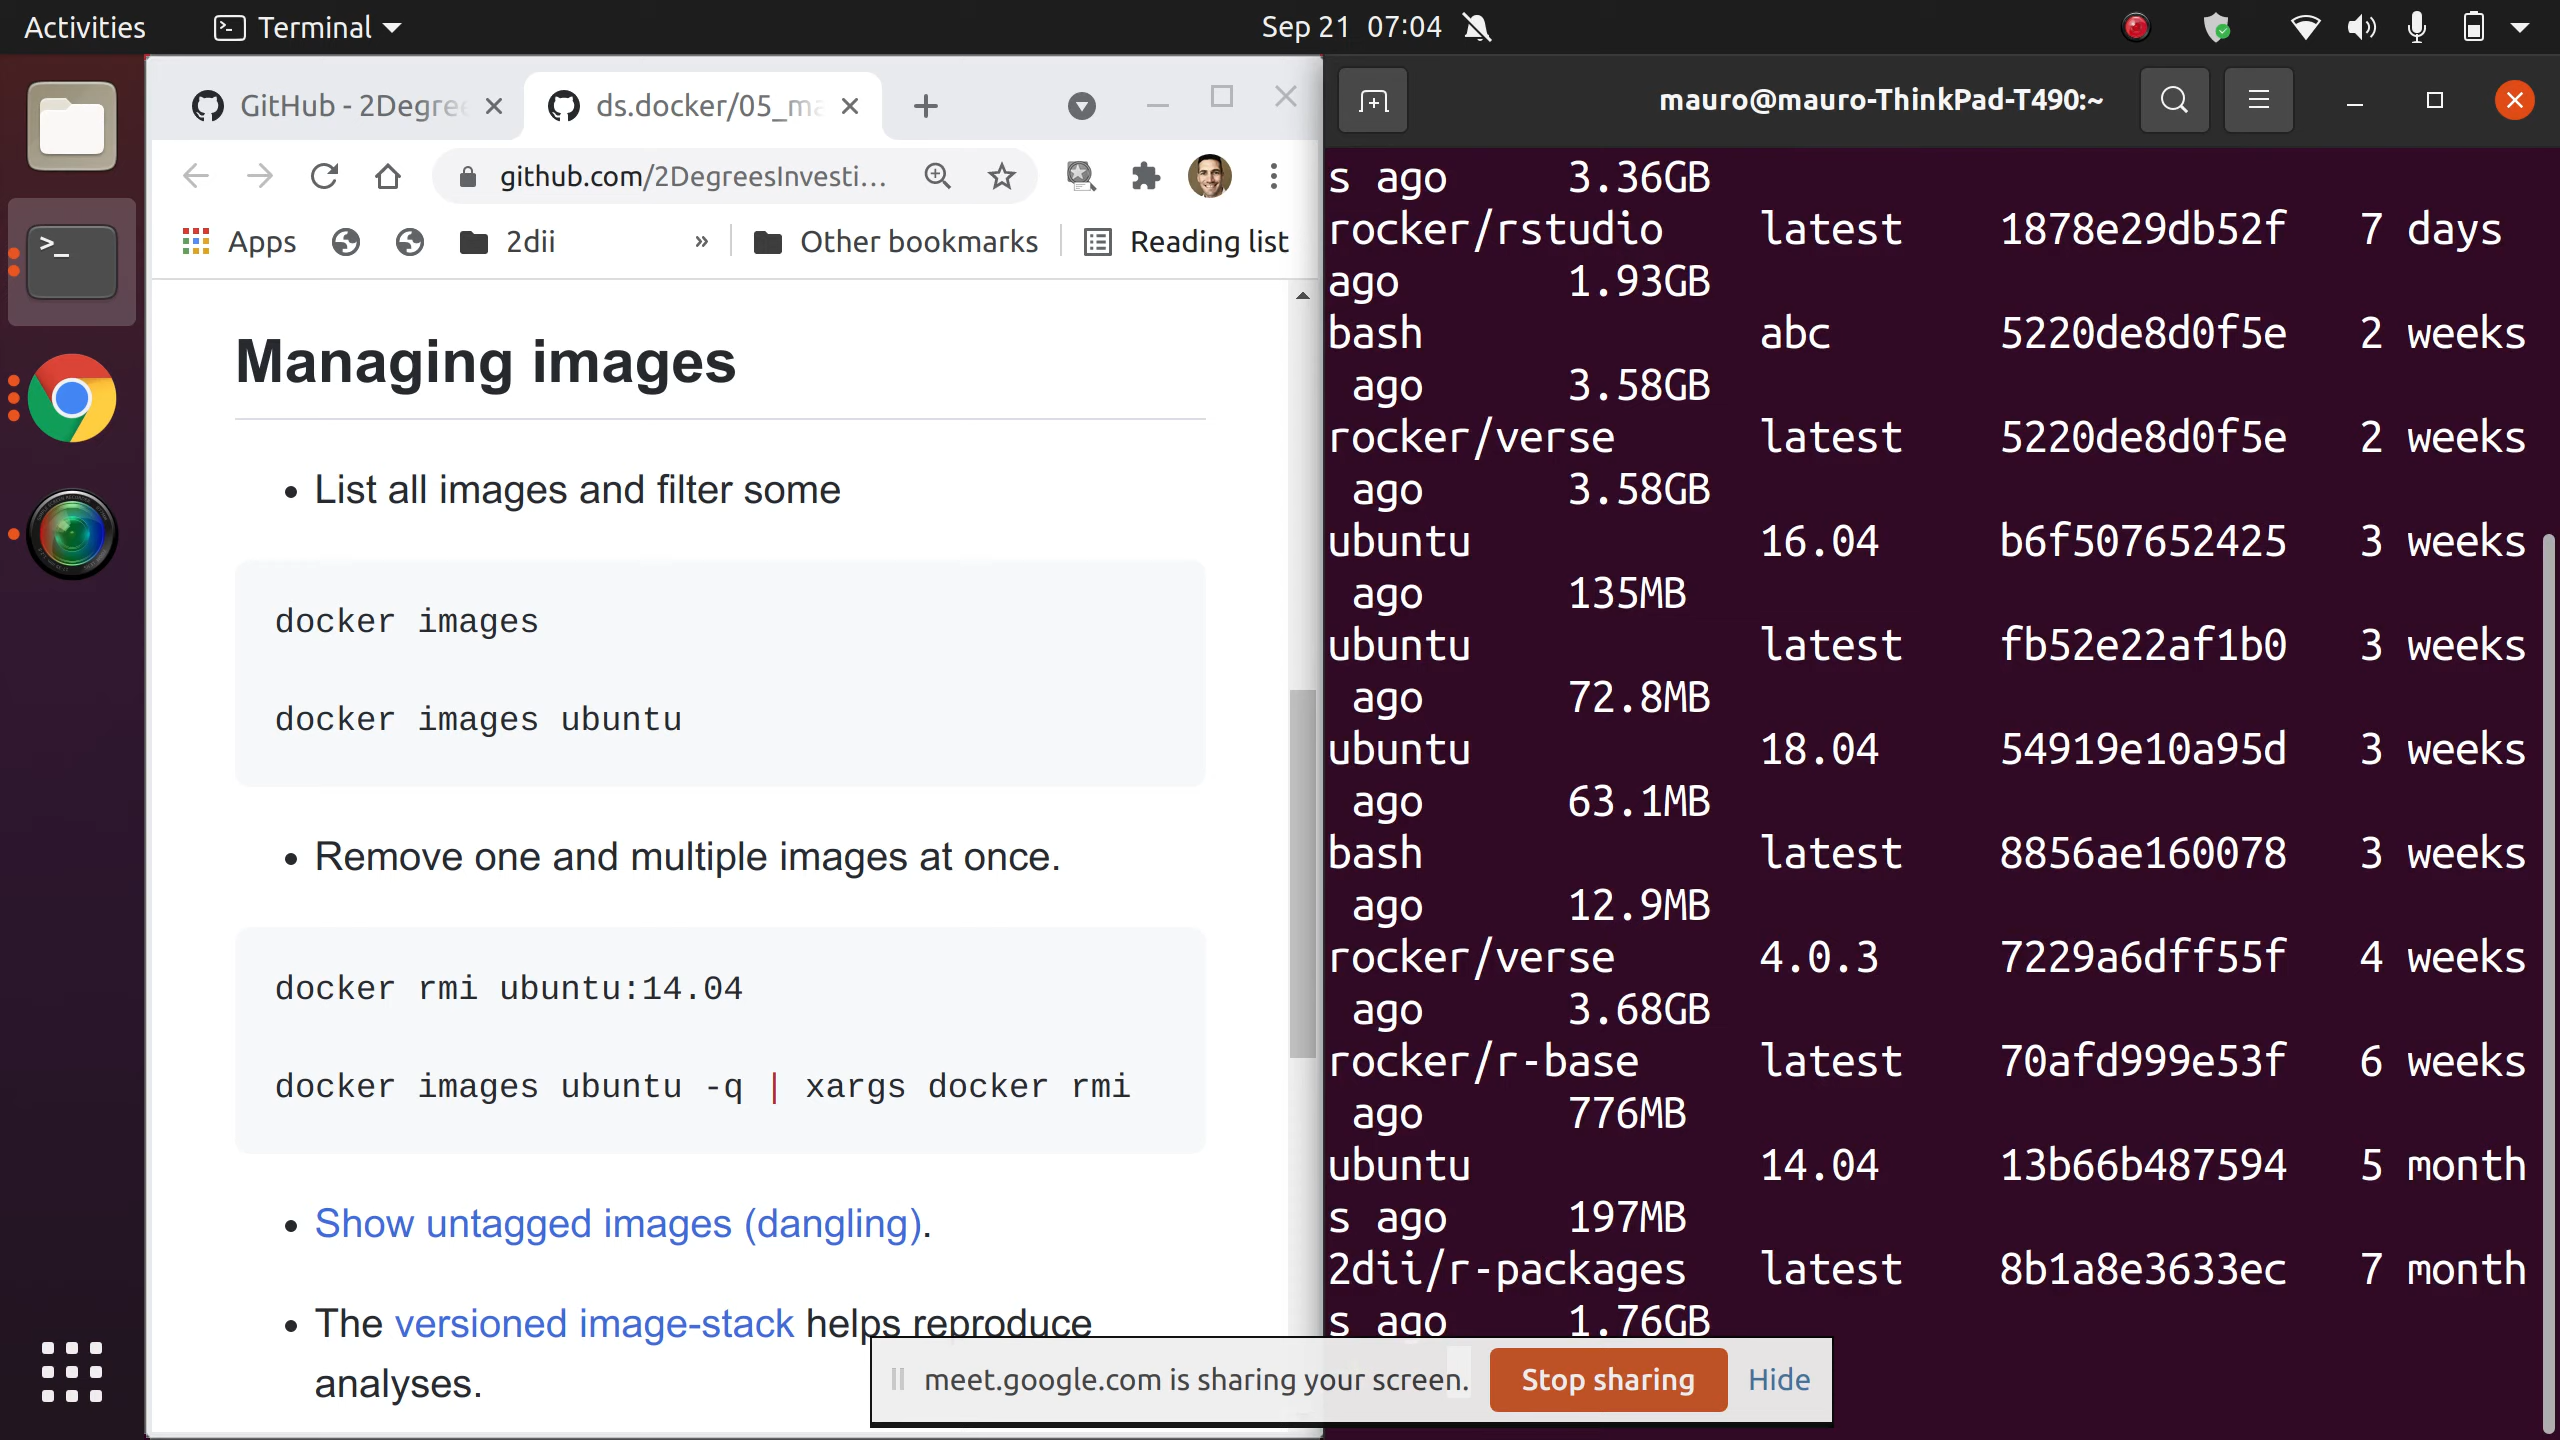 Activities
Terminal
Sep 21 07:04
GitHub - 2Degree
ds.docker/05_ma
github.com/2DegreesInvesti...
Apps
2dii
»
Other bookmarks
Reading list
Managing images
• List all images and filter some
docker images
docker images ubuntu
• Remove one and multiple images at once.
docker rmi ubuntu:14.04
docker images ubuntu -q | xargs docker rmi
• Show untagged images (dangling).
• The versioned image-stack helps reproduce
analyses.
mauro@mauro-ThinkPad-T490:~
s ago 3.36GB
rocker/rstudio latest 1878e29db52f 7 days
ago 1.93GB
bash abc 5220de8d0f5e 2 weeks
ago 3.58GB
rocker/verse latest 5220de8d0f5e 2 weeks
ago 3.58GB
ubuntu 16.04 b6f507652425 3 weeks
ago 135MB
ubuntu latest fb52e22af1b0 3 weeks
ago 72.8MB
ubuntu 18.04 54919e10a95d 3 weeks
ago 63.1MB
bash latest 8856ae160078 3 weeks
ago 12.9MB
rocker/verse 4.0.3 7229a6dff55f 4 weeks
ago 3.68GB
rocker/r-base latest 70afd999e53f 6 weeks
ago 776MB
ubuntu 14.04 13b66b487594 5 month
s ago 197MB
2dii/r-packages latest 8b1a8e3633ec 7 month
s ago 1.76GB
meet.google.com is sharing your screen.
Stop sharing
Hide